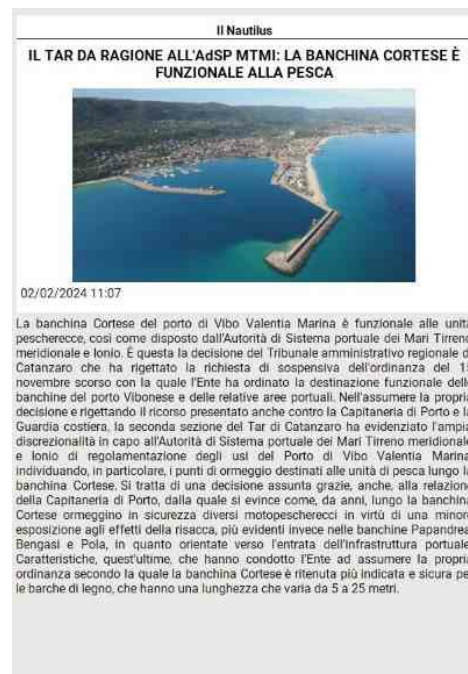 Il Nautilus
IL TAR DA RAGIONE ALL'AdSP MTMI: LA BANCHINA CORTESE È
FUNZIONALE ALLA PESCA
02/02/2024 11:07
La banchina Cortese del porto di Vibo Valentia Marina è funzionale alle unità
pescherecce, così come disposto dall'Autorità di Sistema portuale dei Mari Tirreno
meridionale e Ionio. È questa la decisione del Tribunale amministrativo regionale d
Catanzaro che ha rigettato la richiesta di sospensiva dell'ordinanza del 15
novembre scorso con la quale l'Ente ha ordinato la destinazione funzionale delle
banchine del porto Vibonese e delle relative aree portuali. Nell'assumere la propria
decisione e rigettando il ricorso presentato anche contro la Capitaneria di Porto e la
Guardia costiera, la seconda sezione del Tar di Catanzaro ha evidenziato l'ampia
discrezionalità in capo all'Autorità di Sistema portuale dei Mari Tirreno meridionale
e Ionio di regolamentazione degli usi del Porto di Vibo Valentia Marina
individuando, in particolare, i punti di ormeggio destinati alle unità di pesca lungo la
banchina Cortese. Si tratta di una decisione assunta grazie, anche, alla relazione
della Capitaneria di Porto, dalla quale si evince come, da anni, lungo la banchina
Cortese ormeggino in sicurezza diversi motopescherecci in virtù di una minore
esposizione agli effetti della risacca, più evidenti invece nelle banchine Papandrea
Bengasi e Pola, in quanto orientate verso l'entrata dell'infrastruttura portuale
Caratteristiche, quest'ultime, che hanno condotto l'Ente ad assumere la propria
ordinanza secondo la quale la banchina Cortese è ritenuta più indicata e sicura pe
le barche di legno, che hanno una lunghezza che varia da 5 a 25 metri.